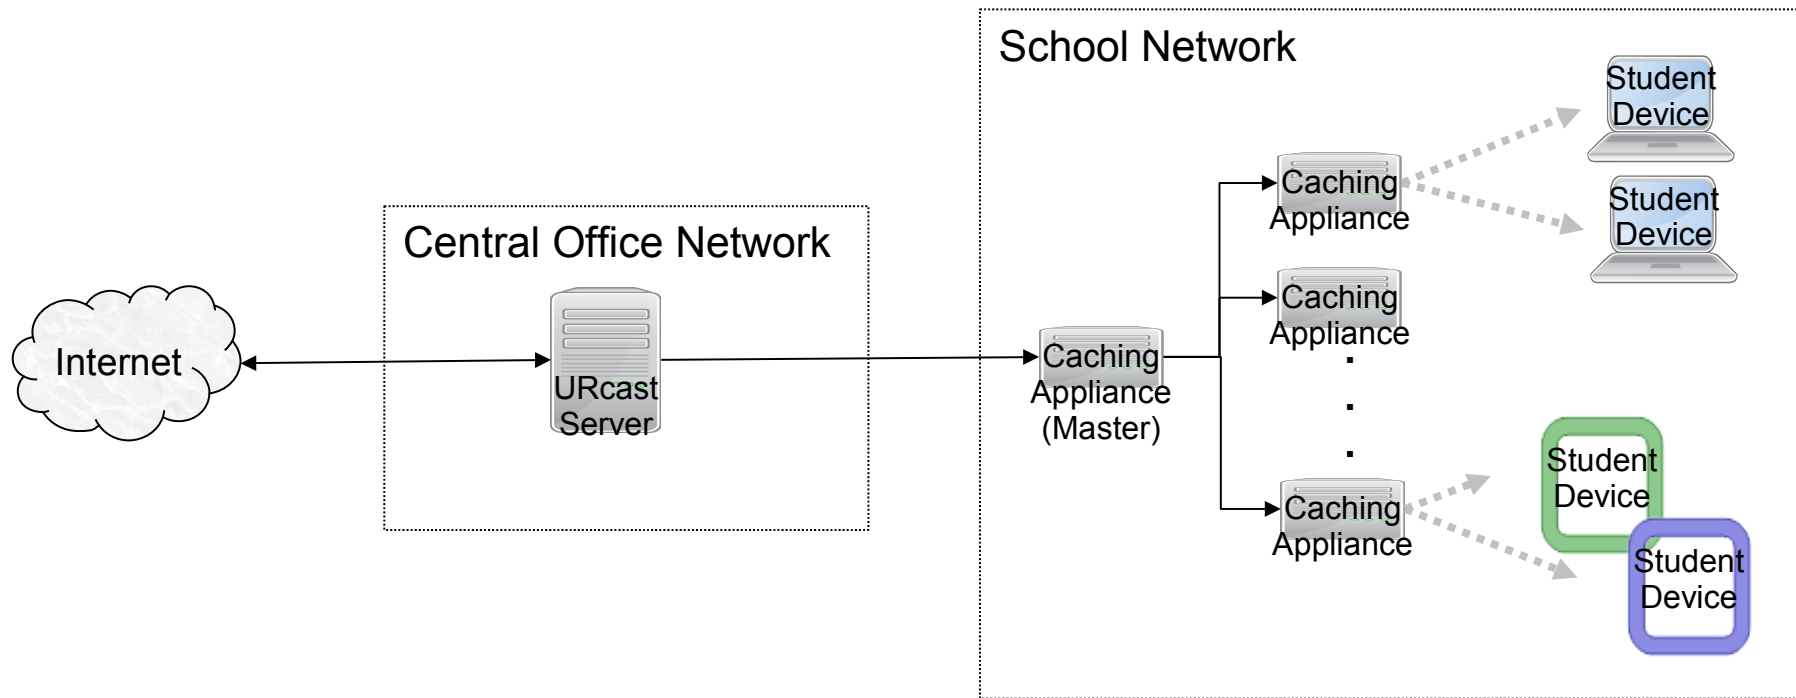 School Network
Student
Device
Student
Device
Caching
Appliance
Central Office Network
Caching
Appliance
Internet
URcast
Server
Caching
Appliance
(Master)
Student
Device
Caching
Appliance
Student
Device